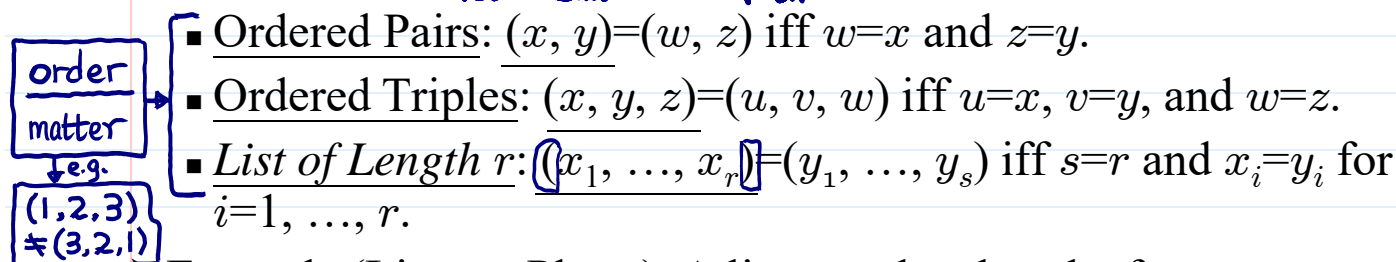 ▪ Ordered Pairs: (x, y)=(w, z) iff w=x and z=y.
▪ Ordered Triples: (x, y, z)=(u, v, w) iff u=x, v=y, and w=z.
▪ List of Length r: (x₁, …, xᵣ)=(y₁, …, yₛ) iff s=r and xᵢ=yᵢ for
i=1, …, r.
order
matter
e.g.
(1,2,3)
≠(3,2,1)